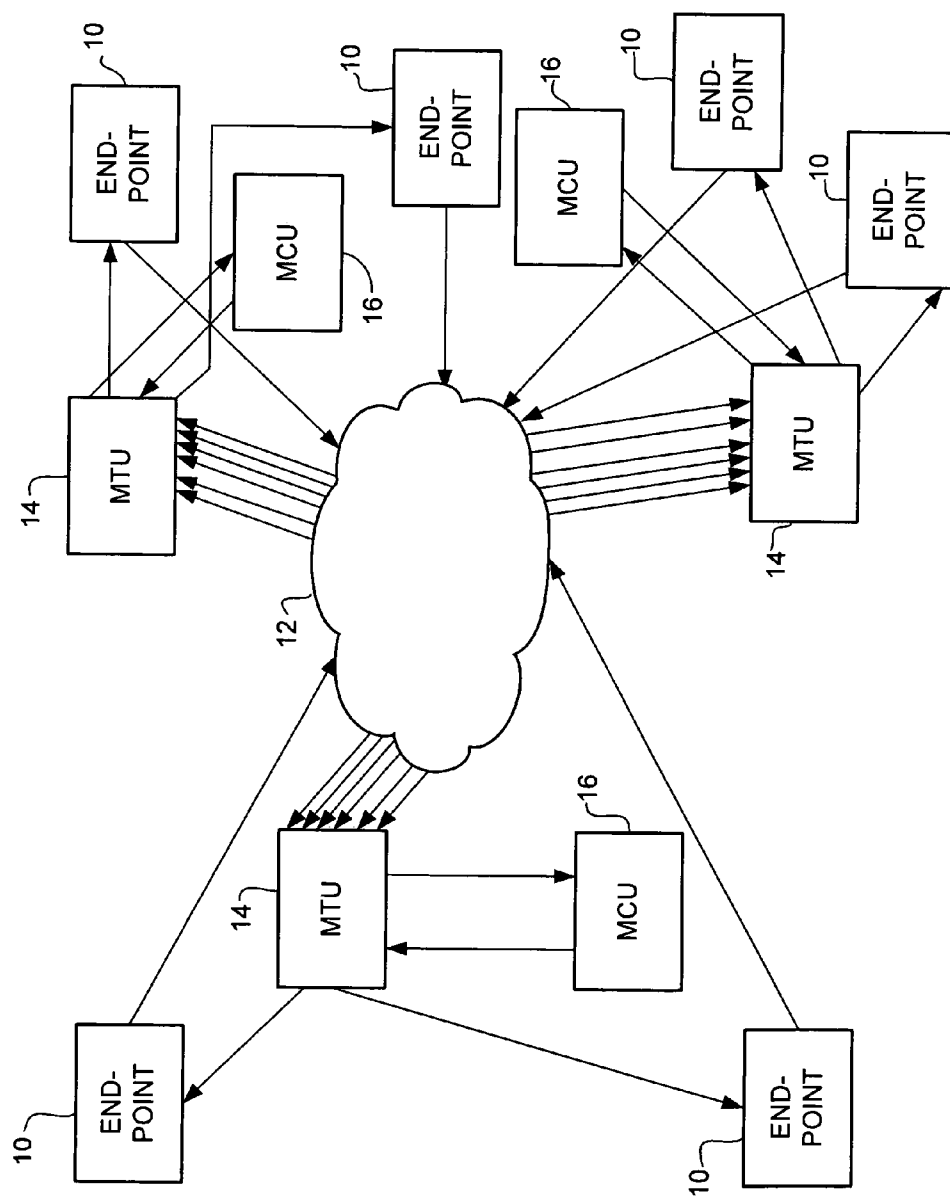 10
END-
POINT
14
MTU
10
END-
POINT
14
MTU
12
MCU
16
10
END-
POINT
16
MCU
16
MCU
10
END-
POINT
10
END-
POINT
14
MTU
10
END-
POINT